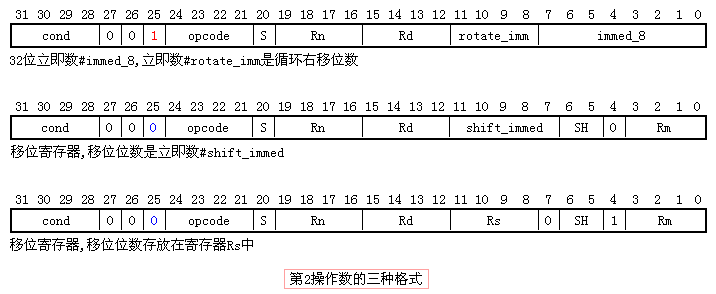 31 30 29 28 27 26 25 24 23 22 21 20 19 18 17 16 15 14 13 12 11 10 9 8 7 6 5 4 3 2 1 0
cond 0 0 1 opcode S Rn Rd rotate_imm immed_8
32位立即数#immed_8,立即数#rotate_imm是循环右移位数
31 30 29 28 27 26 25 24 23 22 21 20 19 18 17 16 15 14 13 12 11 10 9 8 7 6 5 4 3 2 1 0
cond 0 0 0 opcode S Rn Rd shift_immed SH 0 Rm
移位寄存器,移位位数是立即数#shift_immed
31 30 29 28 27 26 25 24 23 22 21 20 19 18 17 16 15 14 13 12 11 10 9 8 7 6 5 4 3 2 1 0
cond 0 0 0 opcode S Rn Rd Rs 0 SH 1 Rm
移位寄存器,移位位数存放在寄存器Rs中
第2操作数的三种格式